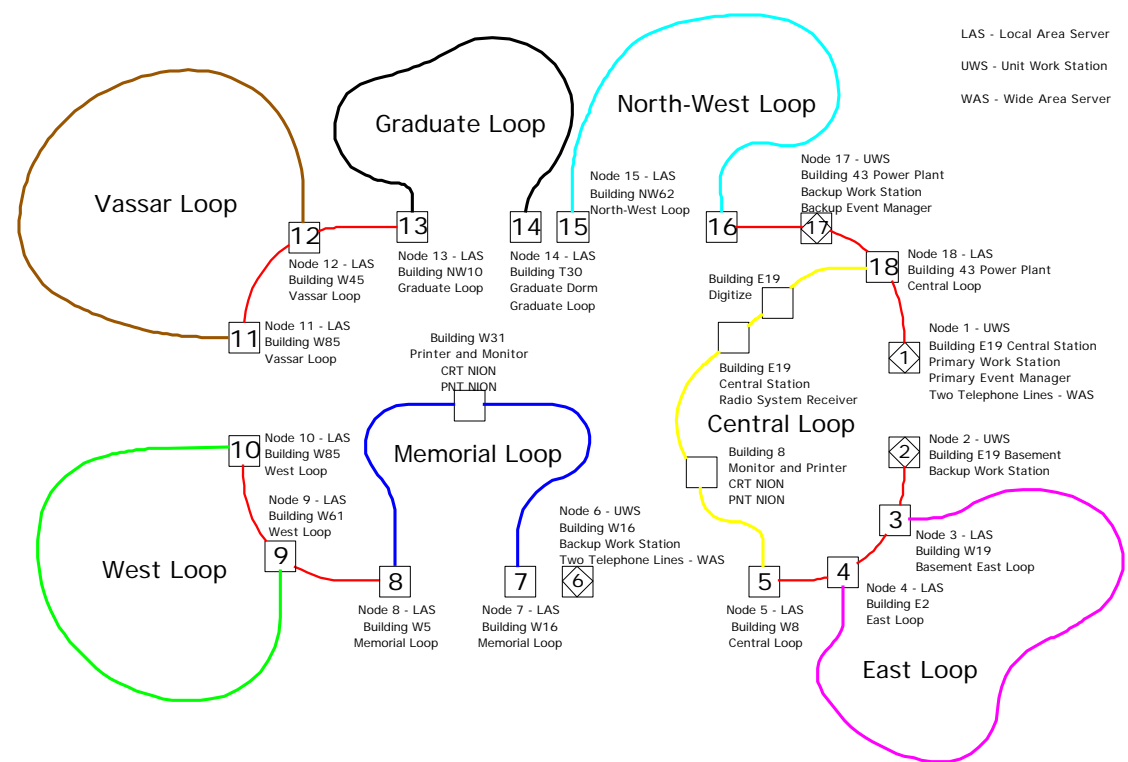 LAS - Local Area Server
UWS - Unit Work Station
WAS - Wide Area Server
Vassar Loop
Graduate Loop
North-West Loop
12
Node 12 - LAS
Building W45
Vassar Loop
11
Node 11 - LAS
Building W85
Vassar Loop
13
Node 13 - LAS
Building NW10
Graduate Loop
14
Node 14 - LAS
Building T30
Graduate Dorm
Graduate Loop
15
Node 15 - LAS
Building NW62
North-West Loop
16
Node 17 - UWS
Building 43 Power Plant
Backup Work Station
Backup Event Manager
17
18
Node 18 - LAS
Building 43 Power Plant
Central Loop
Building E19
Digitize
Building E19
Central Station
Radio System Receiver
1
Node 1 - UWS
Building E19 Central Station
Primary Work Station
Primary Event Manager
Two Telephone Lines - WAS
Building W31
Printer and Monitor
CRT NION
PNT NION
Memorial Loop
Central Loop
10
Node 10 - LAS
Building W85
West Loop
Node 9 - LAS
Building W61
West Loop
9
West Loop
8
Node 8 - LAS
Building W5
Memorial Loop
7
Node 7 - LAS
Building W16
Memorial Loop
Node 6 - UWS
Building W16
Backup Work Station
Two Telephone Lines - WAS
6
Building 8
Monitor and Printer
CRT NION
PNT NION
2
Node 2 - UWS
Building E19 Basement
Backup Work Station
3
Node 3 - LAS
Building W19
Basement East Loop
4
Node 4 - LAS
Building E2
East Loop
5
Node 5 - LAS
Building W8
Central Loop
East Loop